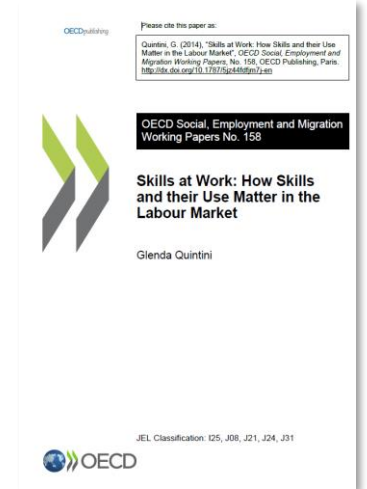 OECDpublishing
Please cite this paper as:
Quintini, G. (2014), "Skills at Work: How Skills and their Use
Matter in the Labour Market", OECD Social, Employment and
Migration Working Papers, No. 158, OECD Publishing, Paris.
http://dx.doi.org/10.1787/5jz44fdfjm7j-en
OECD Social, Employment and Migration
Working Papers No. 158
Skills at Work: How Skills
and their Use Matter in the
Labour Market
Glenda Quintini
JEL Classification: I25, J08, J21, J24, J31
OECD